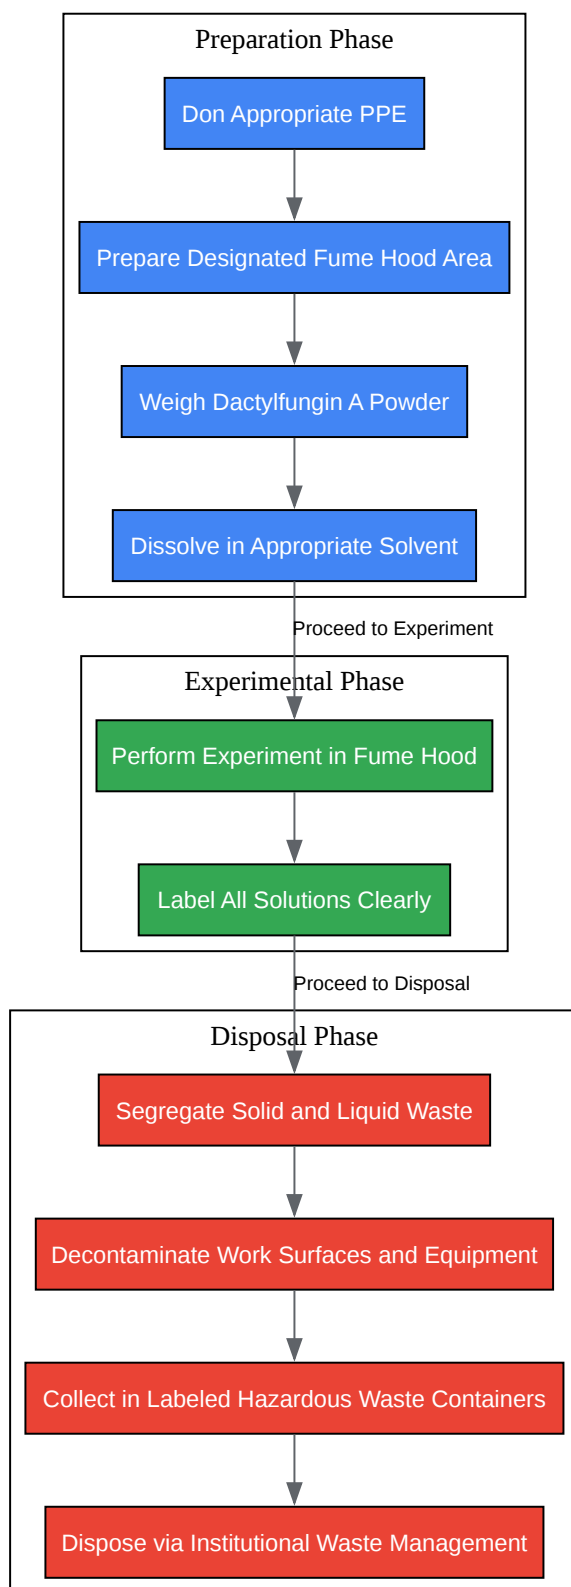 Preparation Phase
Don Appropriate PPE
Prepare Designated Fume Hood Area
Weigh Dactylfungin A Powder
Dissolve in Appropriate Solvent
Proceed to Experiment
Experimental Phase
Perform Experiment in Fume Hood
Label All Solutions Clearly
Proceed to Disposal
Disposal Phase
Segregate Solid and Liquid Waste
Decontaminate Work Surfaces and Equipment
Collect in Labeled Hazardous Waste Containers
Dispose via Institutional Waste Management